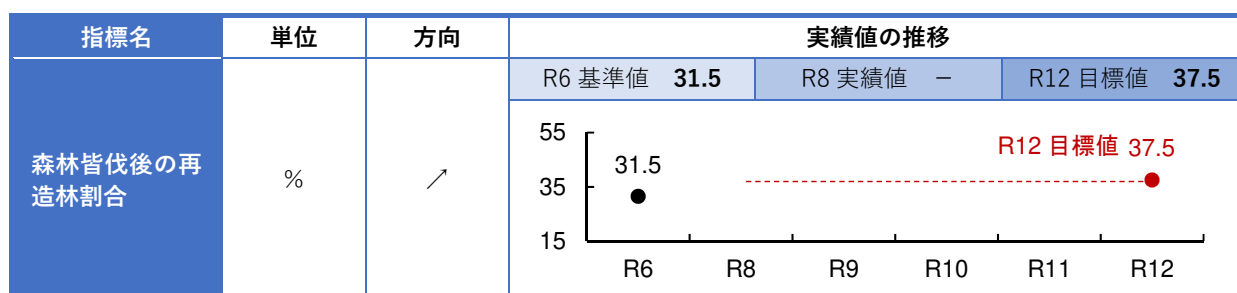 指標名 単位 方向 実績値の推移
R6 基準値 31.5 R8 実績値 － R12 目標値 37.5
森林皆伐後の再
造林割合
％
↗
55
35
15
31.5
R12 目標値 37.5
R6 R8 R9 R10 R11 R12